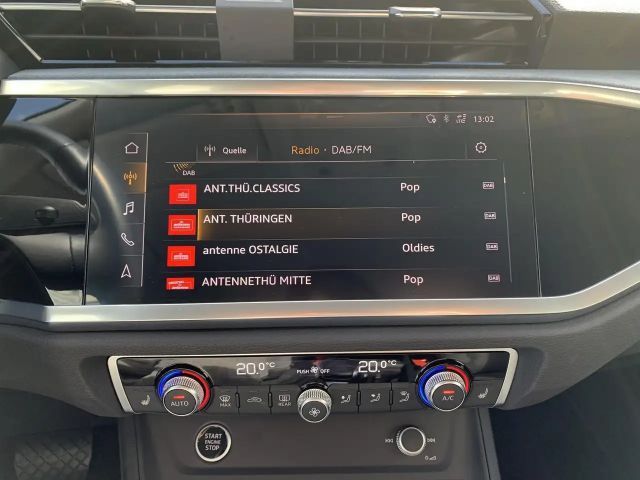 13:02
Quelle
Radio · DAB/FM
DAB
ANT.THÜ.CLASSICS Pop DAB
ANT. THÜRINGEN Pop DAB
antenne OSTALGIE Oldies DAB
ANTENNETHÜ MITTE Pop DAB
20.0 °C PUSH OFF 20.0 °C
AUTO MAX REAR A/C
START ENGINE STOP